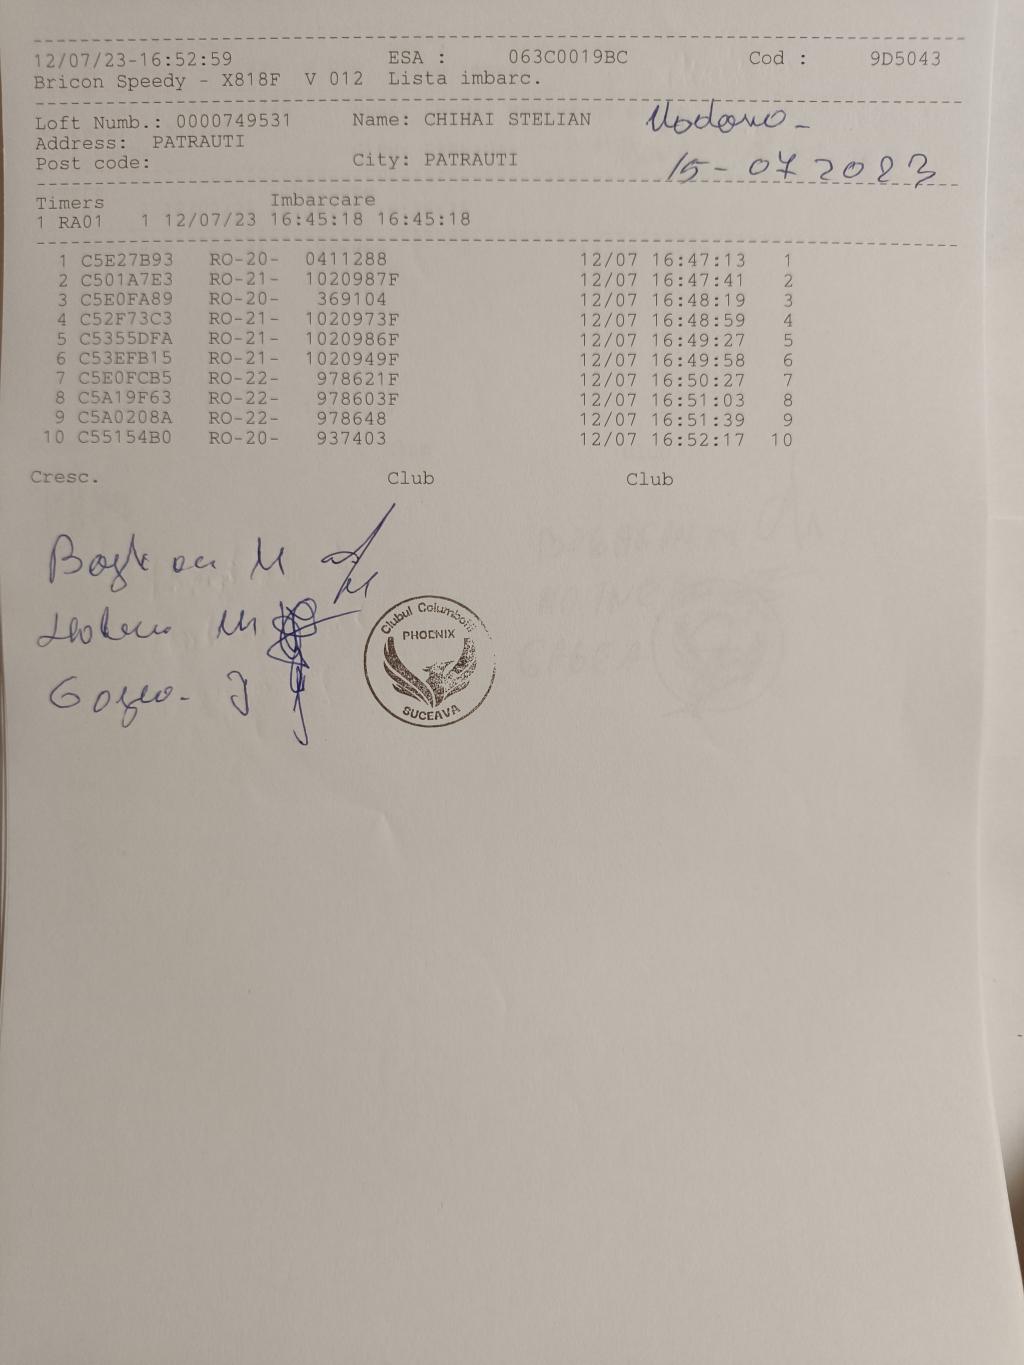 12/07/23-16:52:59 ESA : 063C0019BC Cod : 9D5043
Bricon Speedy - X818F V 012 Lista imbarc.
Loft Numb.: 0000749531 Name: CHIHAI STELIAN
Address: PATRAUTI
Post code: City: PATRAUTI
15-07 2023
Timers Imbarcare
1 RA01 1 12/07/23 16:45:18 16:45:18
1 C5E27B93 RO-20- 0411288 12/07 16:47:13 1
2 C501A7E3 RO-21- 1020987F 12/07 16:47:41 2
3 C5E0FA89 RO-20- 369104 12/07 16:48:19 3
4 C52F73C3 RO-21- 1020973F 12/07 16:48:59 4
5 C5355DFA RO-21- 1020986F 12/07 16:49:27 5
6 C53EFB15 RO-21- 1020949F 12/07 16:49:58 6
7 C5E0FCB5 RO-22- 978621F 12/07 16:50:27 7
8 C5A19F63 RO-22- 978603F 12/07 16:51:03 8
9 C5A0208A RO-22- 978648 12/07 16:51:39 9
10 C55154B0 RO-20- 937403 12/07 16:52:17 10
Cresc. Club Club
Clubul Columbofil
PHOENIX
SUCEAVA